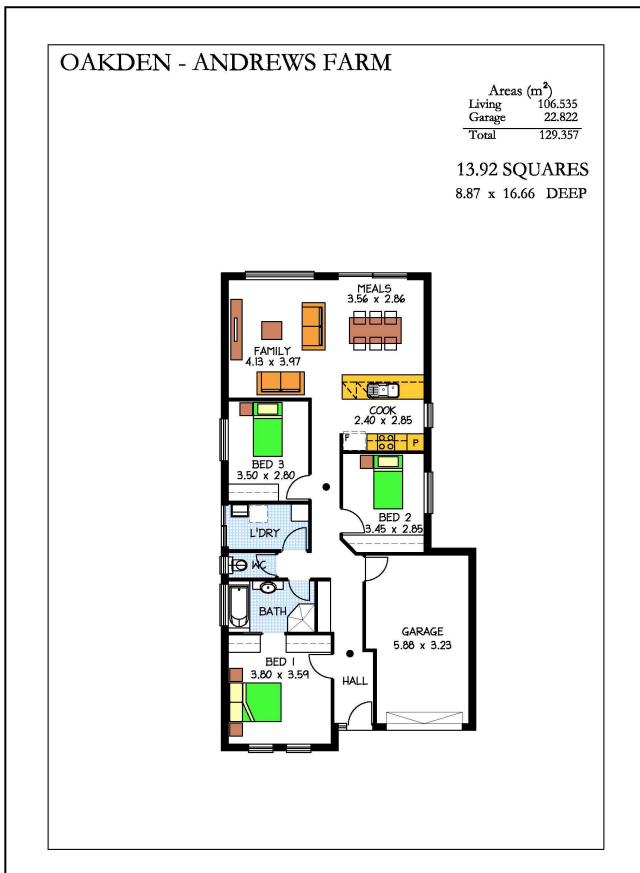 OAKDEN - ANDREWS FARM
Areas (m²)
Living 106.535
Garage 22.822
Total 129.357
13.92 SQUARES
8.87 x 16.66 DEEP
MEALS
3.56 x 2.86
FAMILY
4.13 x 3.97
COOK
2.40 x 2.85
F
P
BED 3
3.50 x 2.80
BED 2
3.45 x 2.85
L'DRY
WC
BATH
GARAGE
5.88 x 3.23
BED 1
3.80 x 3.59
HALL